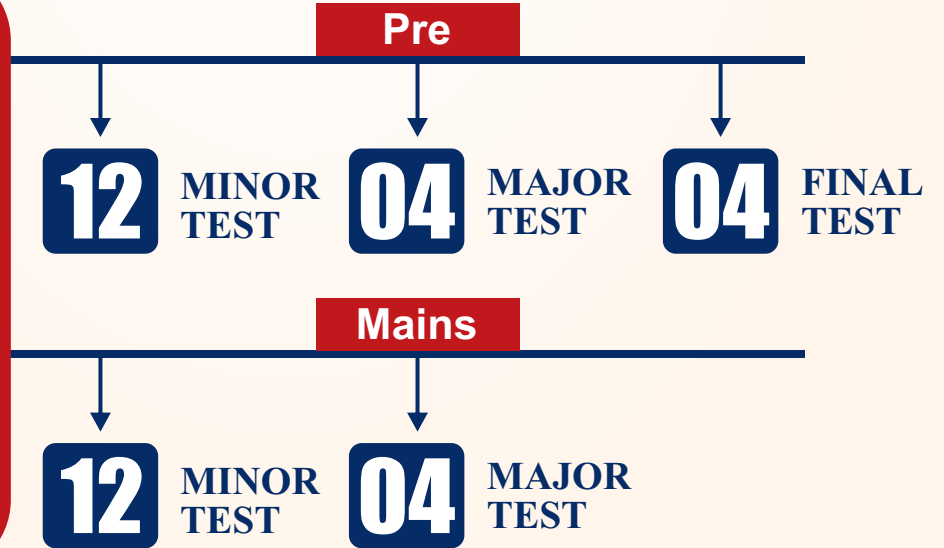 Pre
12
MINOR
TEST
04
MAJOR
TEST
04
FINAL
TEST
Mains
12
MINOR
TEST
04
MAJOR
TEST